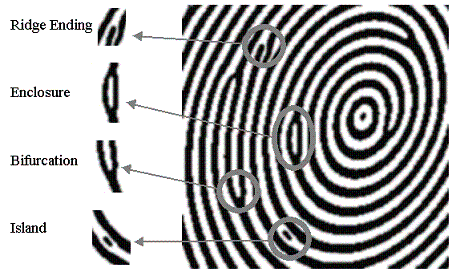 Ridge Ending
Enclosure
Bifurcation
Island